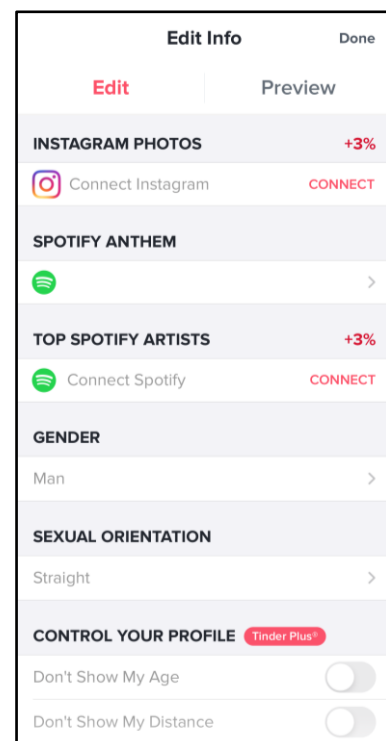 Edit Info Done
Edit Preview
INSTAGRAM PHOTOS +3%
Connect Instagram CONNECT
SPOTIFY ANTHEM
TOP SPOTIFY ARTISTS +3%
Connect Spotify CONNECT
GENDER
Man
SEXUAL ORIENTATION
Straight
CONTROL YOUR PROFILE Tinder Plus®
Don't Show My Age
Don't Show My Distance